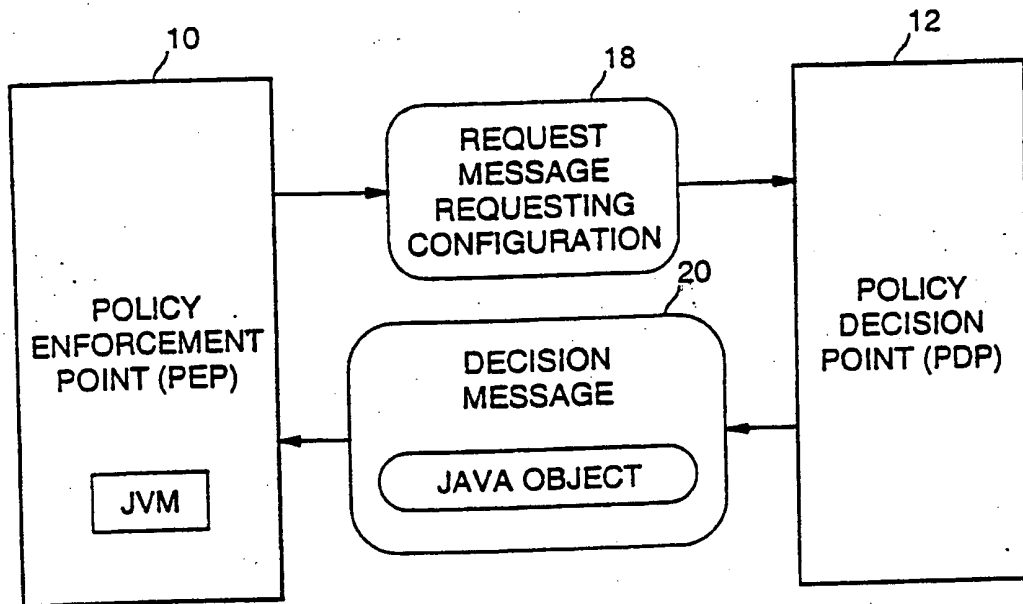 10
18
12
REQUEST
MESSAGE
REQUESTING
CONFIGURATION
20
POLICY
ENFORCEMENT
POINT (PEP)
DECISION
MESSAGE
POLICY
DECISION
POINT (PDP)
JAVA OBJECT
JVM